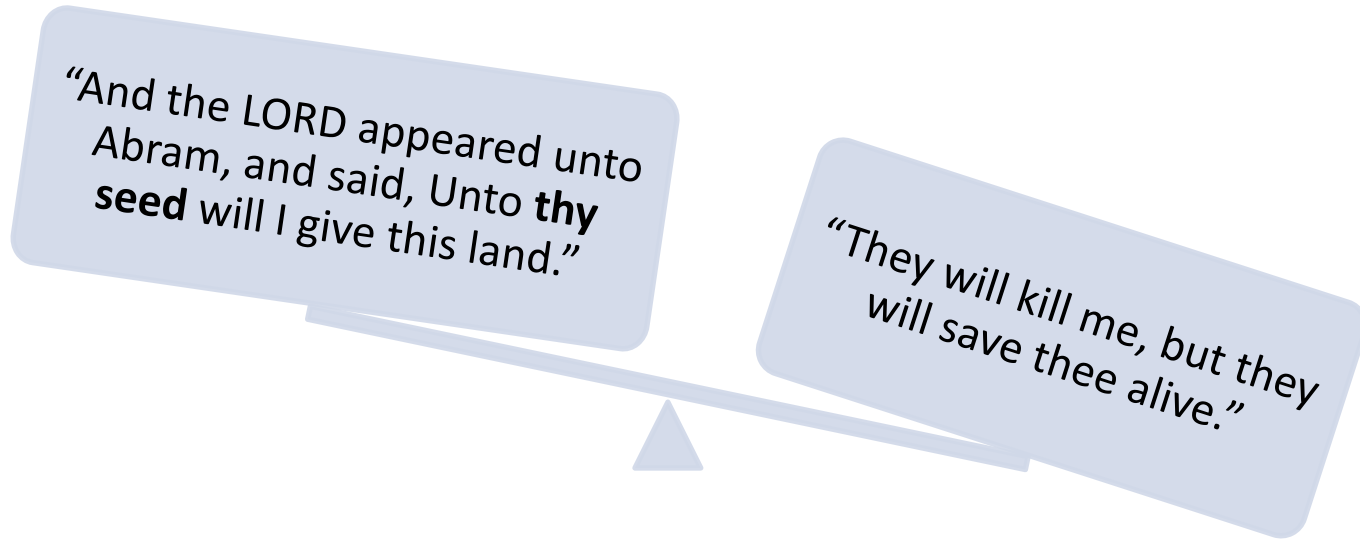 “And the LORD appeared unto
Abram, and said, Unto thy
seed will I give this land.”
“They will kill me, but they
will save thee alive.”